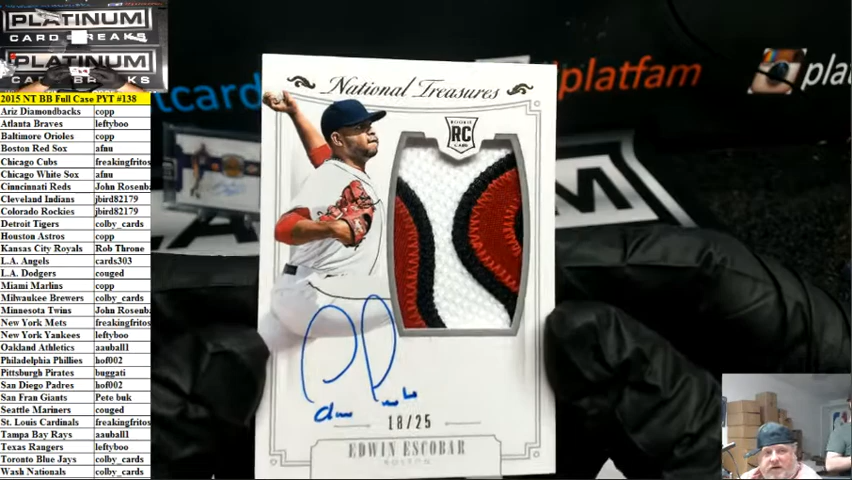 PLATINUM
CARD BREAKS
PLATINUM
2015 NT BB Full Case PYT #138
Ariz Diamondbacks copp
Atlanta Braves leftyboo
Baltimore Orioles copp
Boston Red Sox afnu
Chicago Cubs freakingfritos
Chicago White Sox afnu
Cinncinnati Reds John Rosenb
Cleveland Indians jbird82179
Colorado Rockies jbird82179
Detroit Tigers colby_cards
Houston Astros copp
Kansas City Royals Rob Throne
L.A. Angels cards303
L.A. Dodgers couged
Miami Marlins copp
Milwaukee Brewers colby_cards
Minnesota Twins John Rosenb
New York Mets freakingfritos
New York Yankees leftyboo
Oakland Athletics aauball1
Philadelphia Phillies hof002
Pittsburgh Pirates buggati
San Diego Padres hof002
San Fran Giants Pete buk
Seattle Mariners couged
St. Louis Cardinals freakingfritos
Tampa Bay Rays aauball1
Texas Rangers leftyboo
Toronto Blue Jays colby_cards
Wash Nationals colby_cards
tcard
platfam
plat
National Treasures
ROOKIE
RC
CARD
18/25
EDWIN ESCOBAR
BOSTON